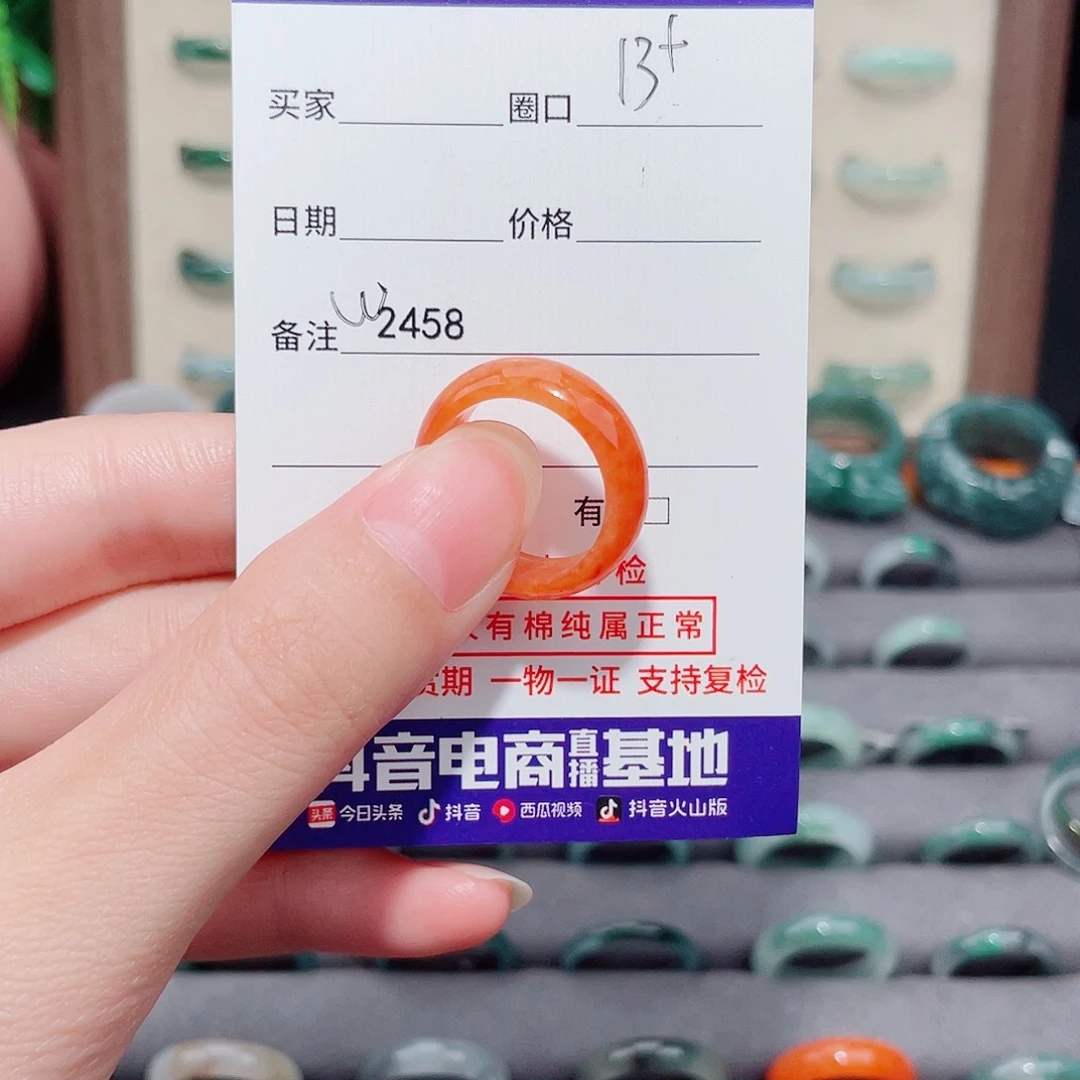 买家 圈口 13+
日期 价格
备注 W2458
有
检
有棉纯属正常
货期 一物一证 支持复检
抖音电商直播基地
头条 今日头条 抖音 西瓜视频 抖音火山版